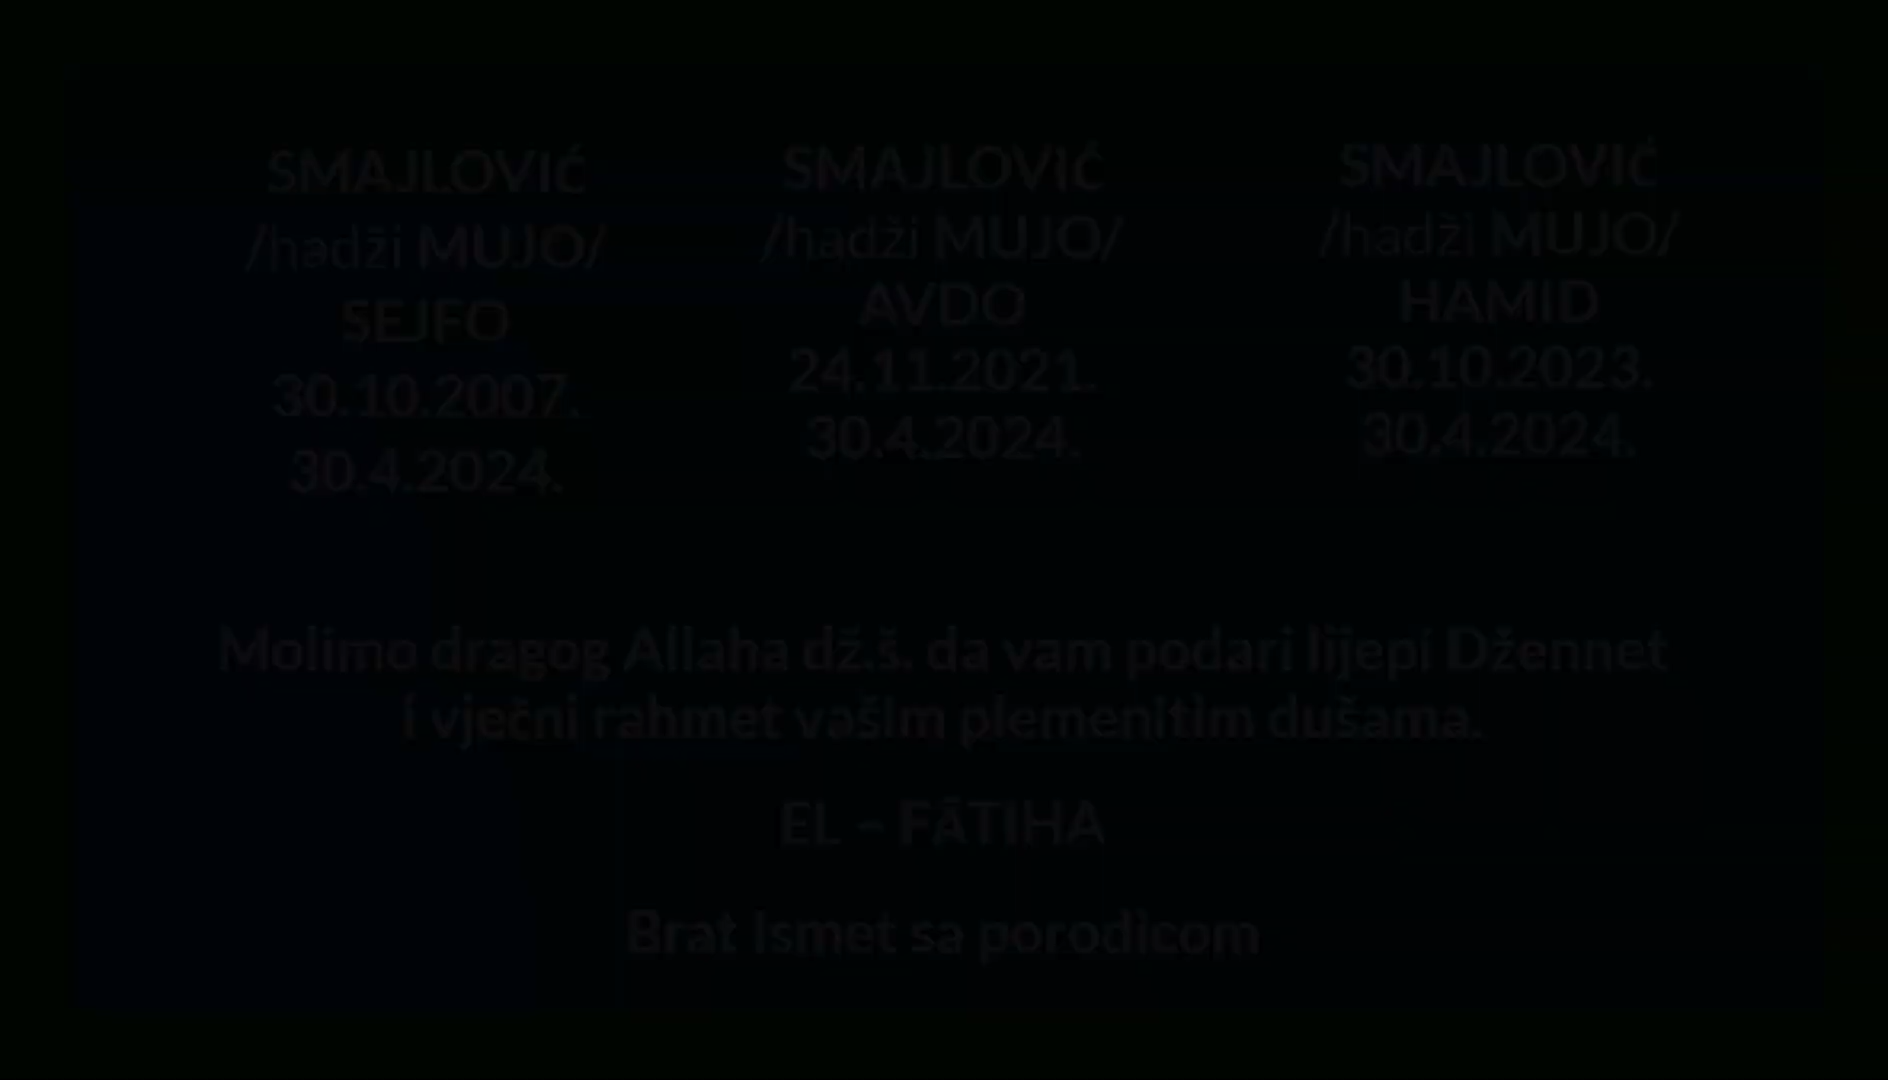 SMAJLOVIĆ
/hadži MUJO/
SEJFO
30.10.2007.
30.4.2024.
SMAJLOVIĆ
/hadži MUJO/
AVDO
24.11.2021.
30.4.2024.
SMAJLOVIĆ
/hadži MUJO/
HAMID
30.10.2023.
30.4.2024.
Molimo dragog Allaha dž.š. da vam podari lijepi Džennet
i vječni rahmet vašim plemenitim dušama.
EL – FĀTIHA
Brat Ismet sa porodicom